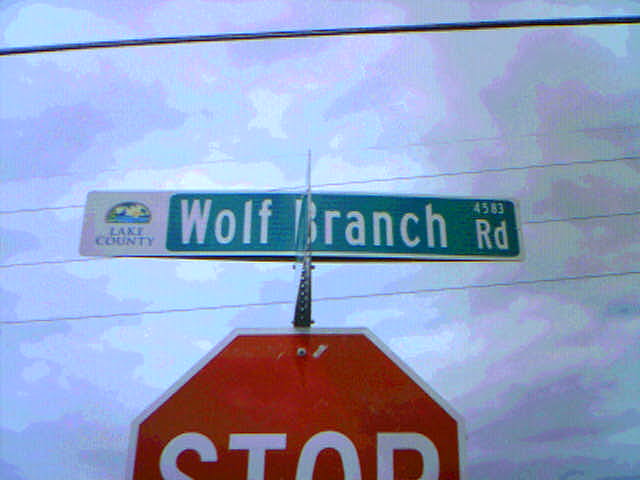 LAKE
COUNTY
Wolf Branch Rd
4583
STOP